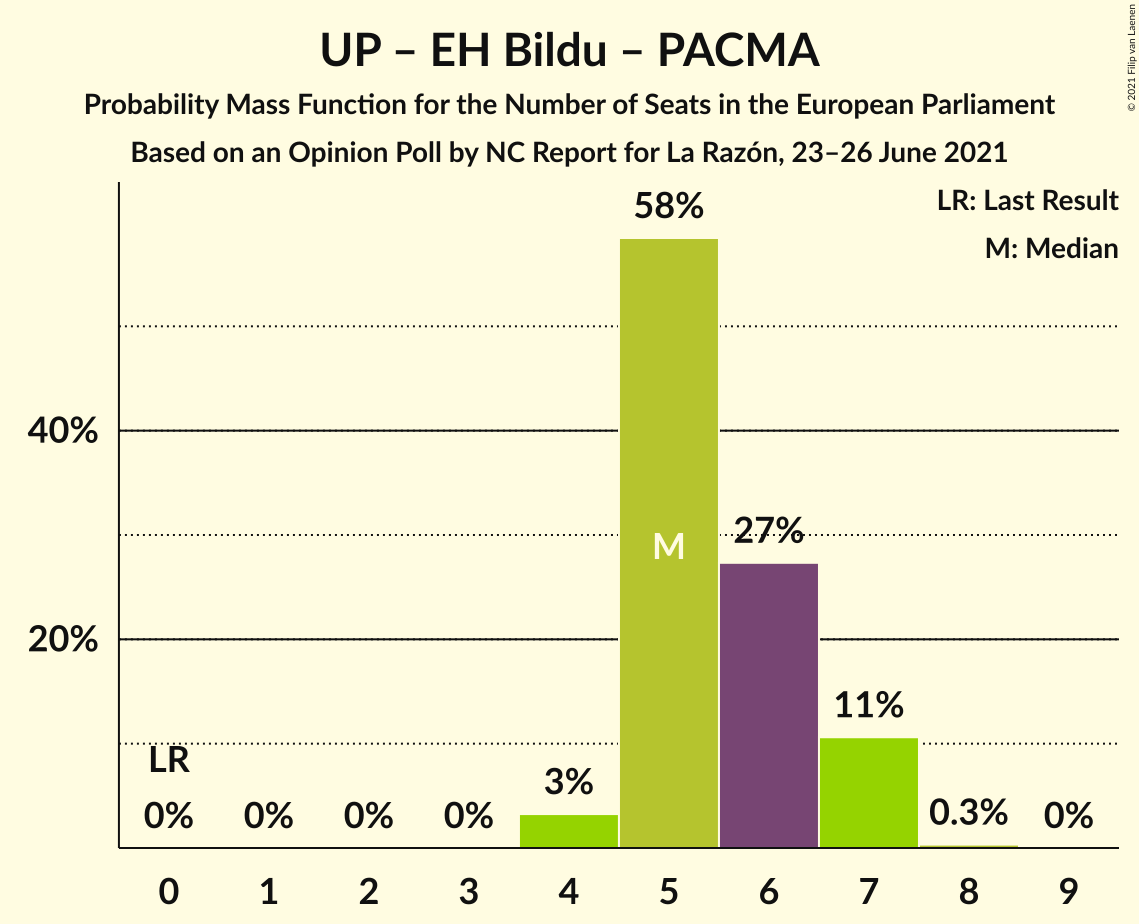 UP – EH Bildu – PACMA
Probability Mass Function for the Number of Seats in the European Parliament
Based on an Opinion Poll by NC Report for La Razón, 23–26 June 2021
© 2021 Filip van Laenen
LR: Last Result
M: Median
58%
40%
M
27%
20%
11%
LR
3%
0%
0%
0%
0%
0.3%
0%
0
1
2
3
4
5
6
7
8
9